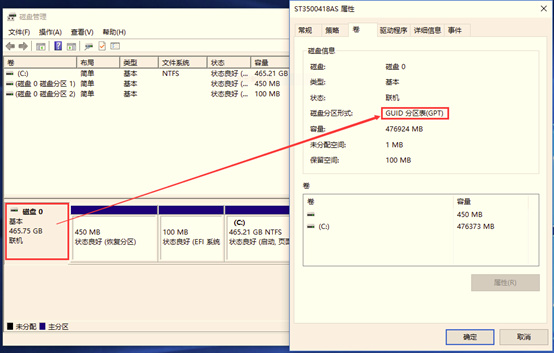 磁盘管理
文件(F) 操作(A) 查看(V) 帮助(H)
卷 布局 类型 文件系统 状态 容量
(C:) 简单 基本 NTFS 状态良好 (... 465.21 GB
(磁盘 0 磁盘分区 1) 简单 基本 状态良好 (... 450 MB
(磁盘 0 磁盘分区 2) 简单 基本 状态良好 (... 100 MB
磁盘 0
基本
465.75 GB
联机
450 MB
状态良好 (恢复分区)
100 MB
状态良好 (EFI 系统
(C:)
465.21 GB NTFS
状态良好 (启动, 页面
未分配 主分区
ST3500418AS 属性
常规 策略 卷 驱动程序 详细信息 事件
磁盘信息
磁盘: 磁盘 0
类型: 基本
状态: 联机
磁盘分区形式: GUID 分区表(GPT)
容量: 476924 MB
未分配空间: 1 MB
保留空间: 100 MB
卷
卷 容量
450 MB
(C:) 476373 MB
属性(R)
确定 取消